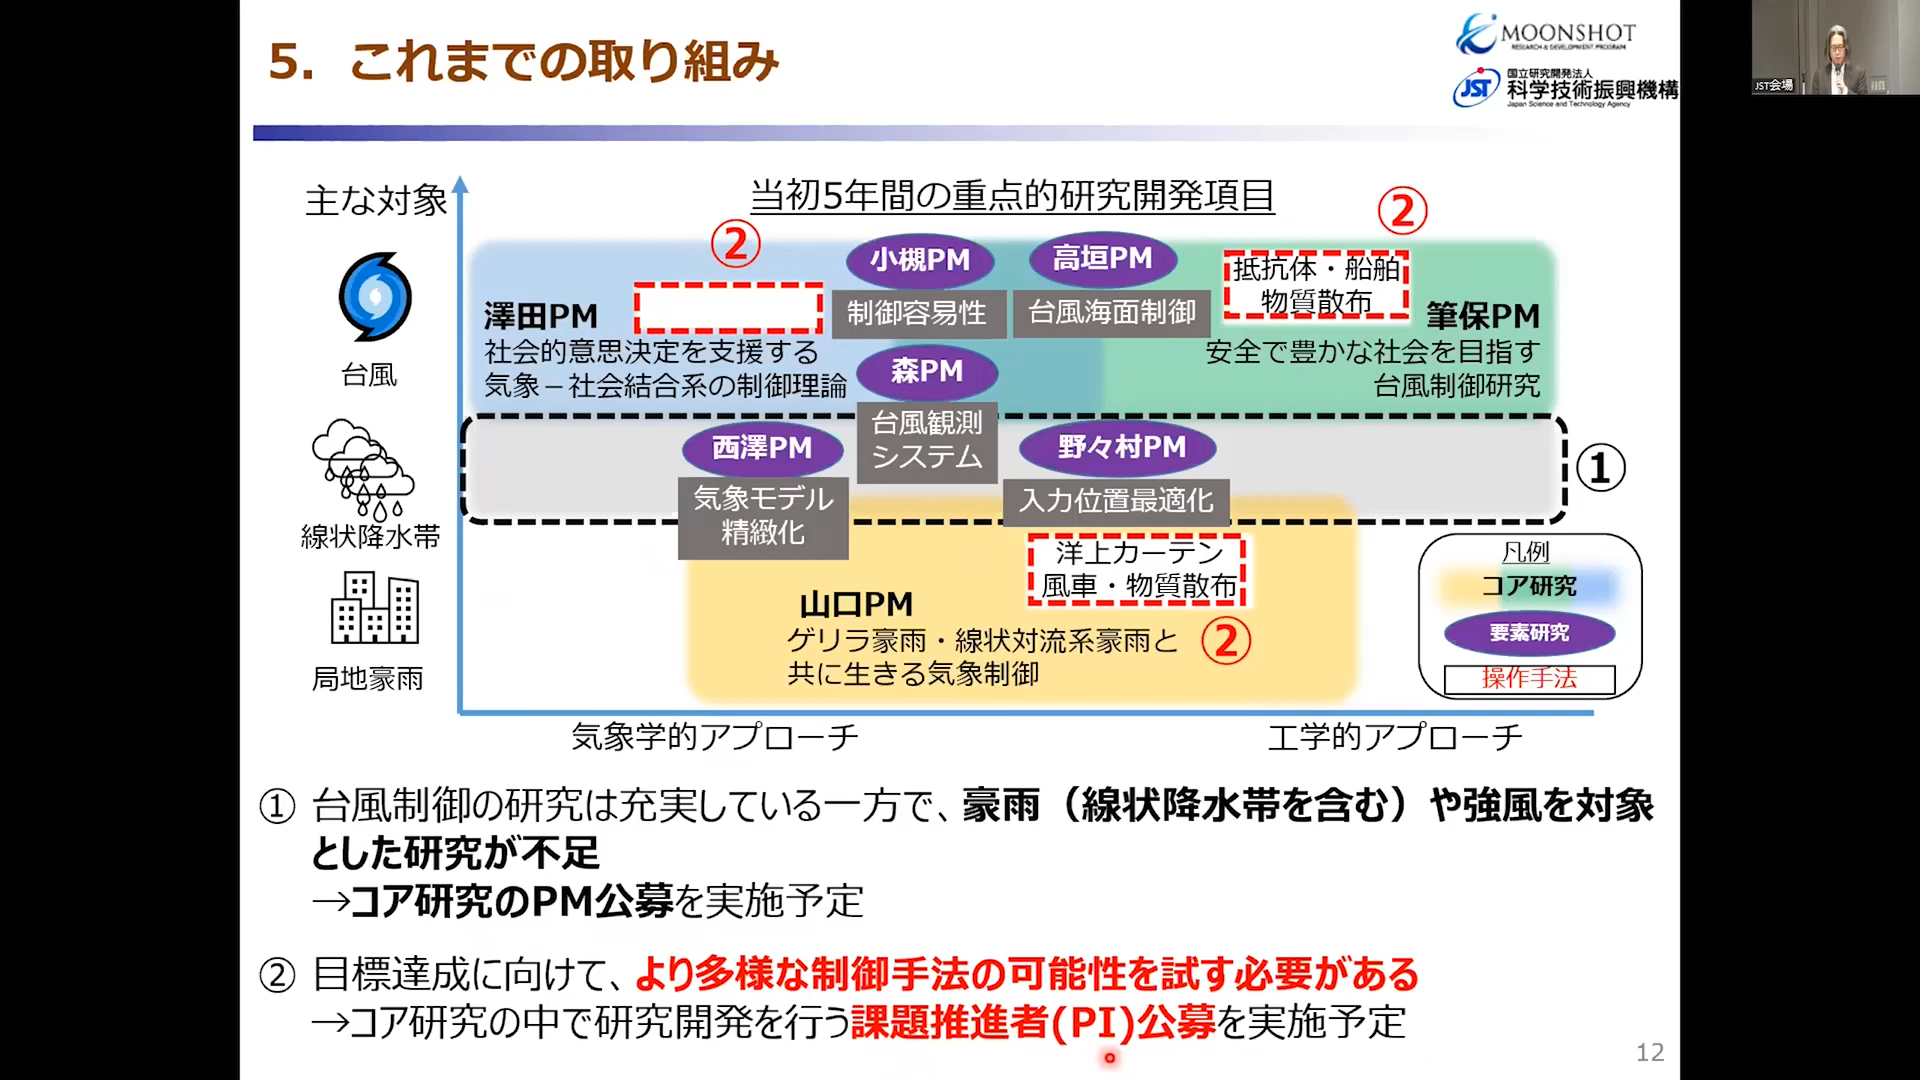 5. これまでの取り組み
MOONSHOT
RESEARCH & DEVELOPMENT PROGRAM
国立研究開発法人
JST 科学技術振興機構
Japan Science and Technology Agency
JST会場
主な対象
当初5年間の重点的研究開発項目
②
②
小槻PM
高垣PM
抵抗体・船舶
物質散布
制御容易性
台風海面制御
澤田PM
筆保PM
社会的意思決定を支援する
気象－社会結合系の制御理論
森PM
安全で豊かな社会を目指す
台風制御研究
台風
台風観測
システム
西澤PM
野々村PM
①
気象モデル
精緻化
入力位置最適化
線状降水帯
洋上カーテン
風車・物質散布
山口PM
ゲリラ豪雨・線状対流系豪雨と
共に生きる気象制御
②
局地豪雨
凡例
コア研究
要素研究
操作手法
気象学的アプローチ
工学的アプローチ
① 台風制御の研究は充実している一方で、豪雨（線状降水帯を含む）や強風を対象
とした研究が不足
→コア研究のPM公募を実施予定
② 目標達成に向けて、より多様な制御手法の可能性を試す必要がある
→コア研究の中で研究開発を行う課題推進者(PI)公募を実施予定
12